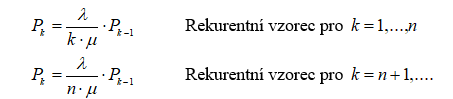 P_k = λ / (k · μ) · P_{k−1} Rekurentní vzorec pro k = 1,...,n
P_k = λ / (n · μ) · P_{k−1} Rekurentní vzorec pro k = n + 1,....